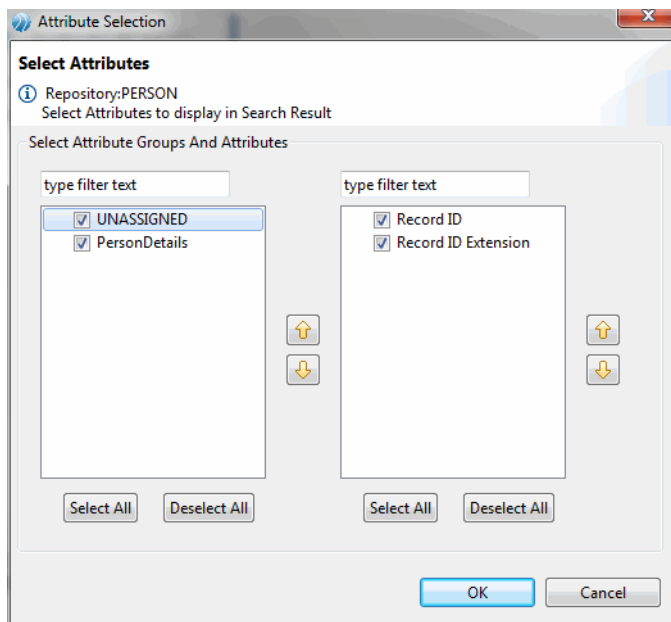 Attribute Selection
Select Attributes
Repository:PERSON
Select Attributes to display in Search Result
Select Attribute Groups And Attributes
type filter text type filter text
UNASSIGNED Record ID
PersonDetails Record ID Extension
Select All Deselect All Select All Deselect All
OK Cancel